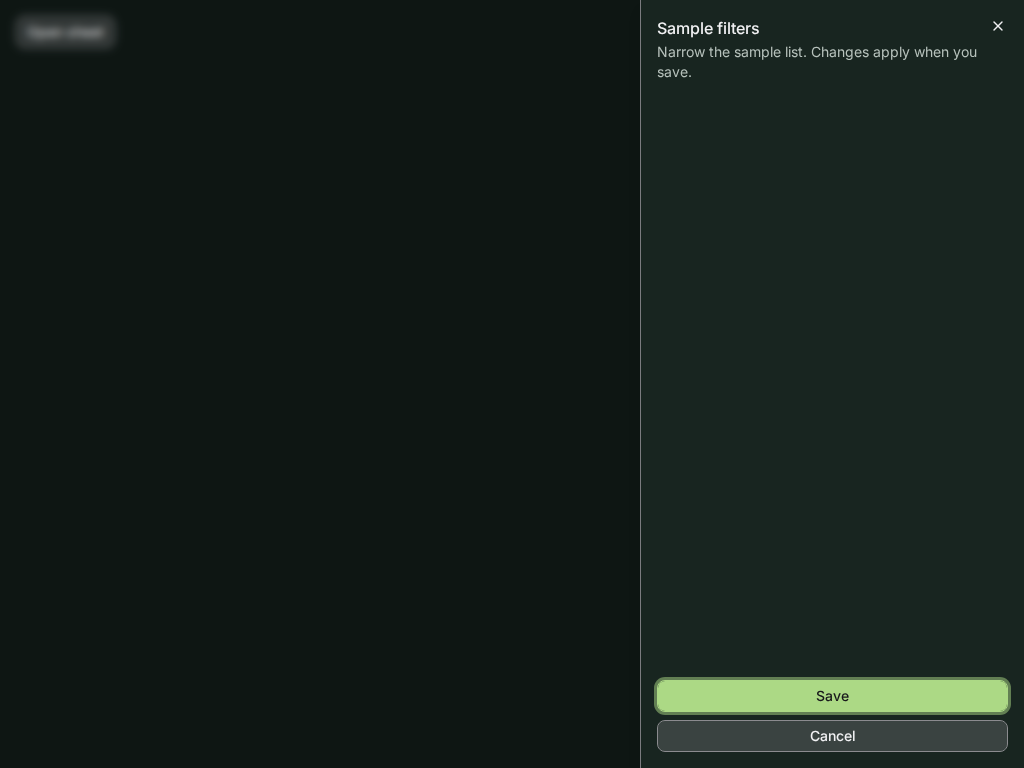 Sample filters
Narrow the sample list. Changes apply when you
save.
Save
Cancel